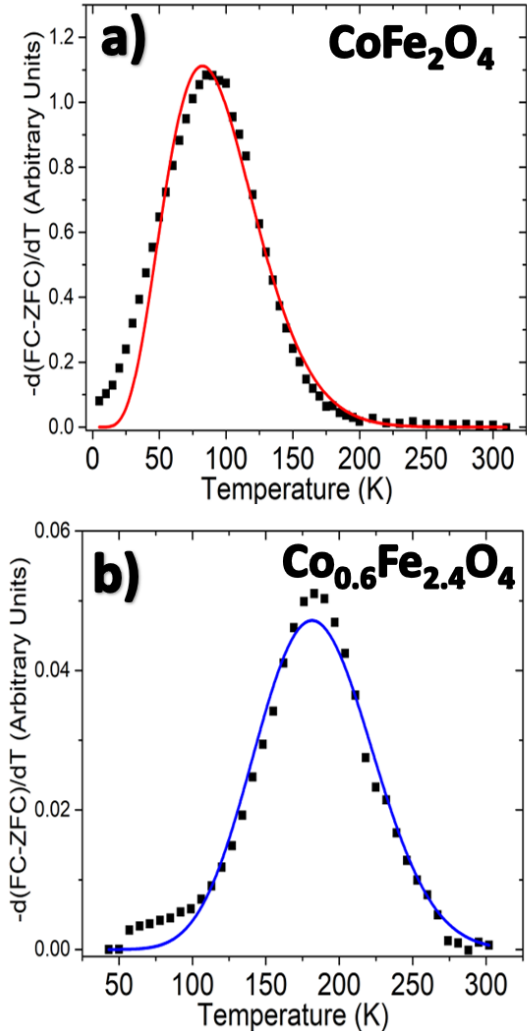 a)
CoFe₂O₄
-d(FC-ZFC)/dT (Arbitrary Units)
1.2
1.0
0.8
0.6
0.4
0.2
0.0
0 50 100 150 200 250 300
Temperature (K)
b)
Co₀.₆Fe₂.₄O₄
-d(FC-ZFC)/dT (Arbitrary Units)
0.06
0.04
0.02
0.00
50 100 150 200 250 300
Temperature (K)